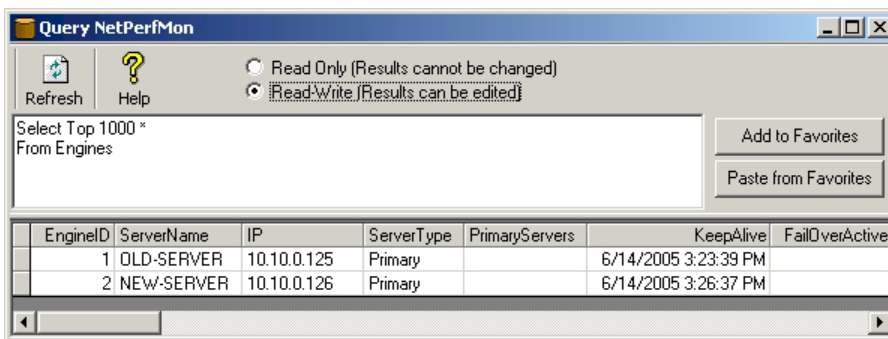 Query NetPerfMon
Refresh
Help
Read Only (Results cannot be changed)
Read-Write (Results can be edited)
Select Top 1000 *
From Engines
Add to Favorites
Paste from Favorites
EngineID ServerName IP ServerType PrimaryServers KeepAlive FailOverActive
1 OLD-SERVER 10.10.0.125 Primary 6/14/2005 3:23:39 PM
2 NEW-SERVER 10.10.0.126 Primary 6/14/2005 3:26:37 PM